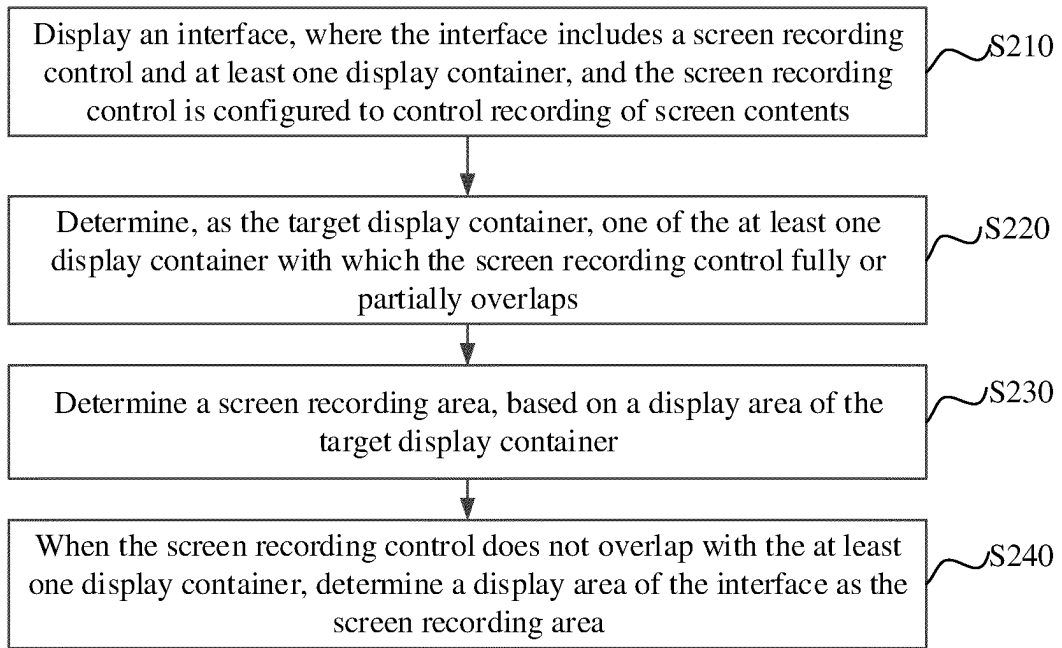 Display an interface, where the interface includes a screen recording
control and at least one display container, and the screen recording
control is configured to control recording of screen contents
S210
Determine, as the target display container, one of the at least one
display container with which the screen recording control fully or
partially overlaps
S220
Determine a screen recording area, based on a display area of the
target display container
S230
When the screen recording control does not overlap with the at least
one display container, determine a display area of the interface as the
screen recording area
S240